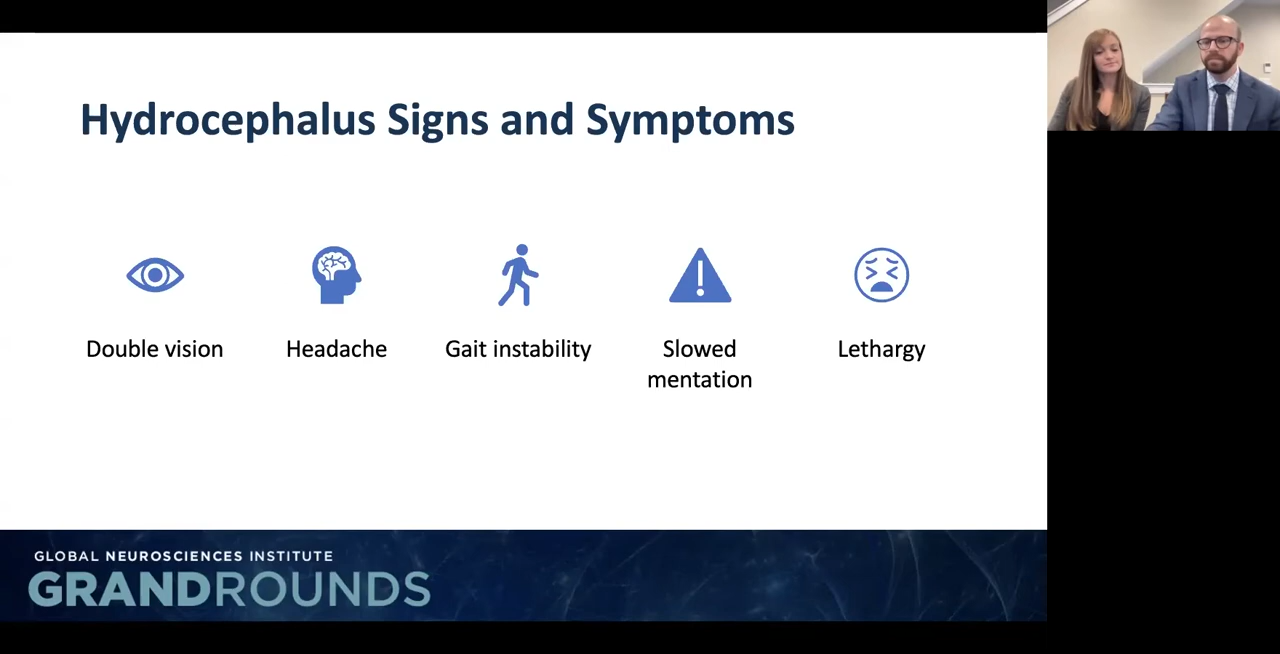 Hydrocephalus Signs and Symptoms
Double vision
Headache
Gait instability
Slowed
mentation
Lethargy
GLOBAL NEUROSCIENCES INSTITUTE
GRANDROUNDS